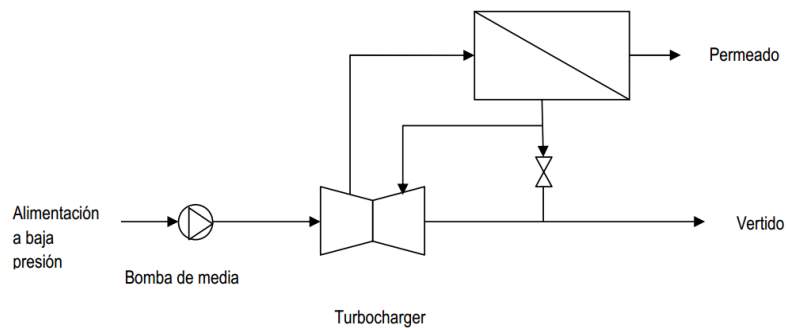 Permeado
Alimentación
a baja
presión
Vertido
Bomba de media
Turbocharger